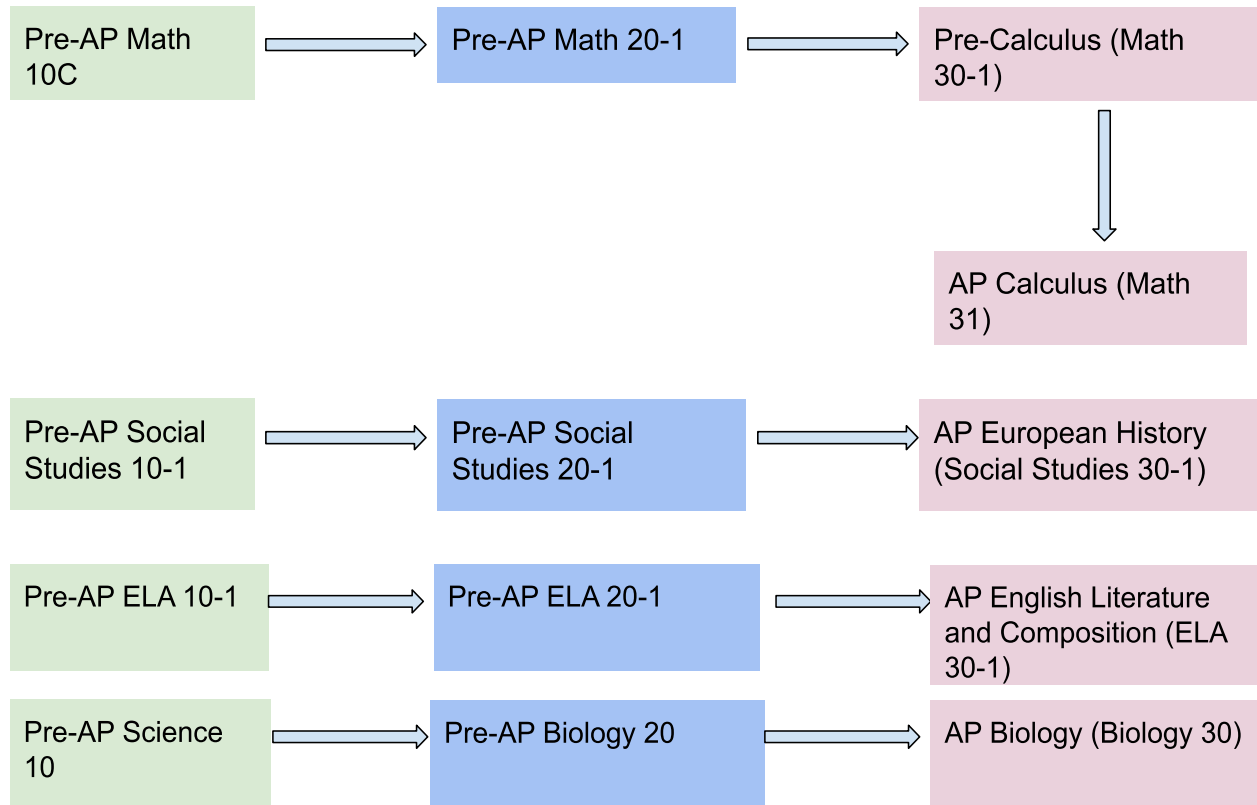 Pre-AP Math
10C
Pre-AP Math 20-1
Pre-Calculus (Math
30-1)
AP Calculus (Math
31)
Pre-AP Social
Studies 10-1
Pre-AP Social
Studies 20-1
AP European History
(Social Studies 30-1)
Pre-AP ELA 10-1
Pre-AP ELA 20-1
AP English Literature
and Composition (ELA
30-1)
Pre-AP Science
10
Pre-AP Biology 20
AP Biology (Biology 30)